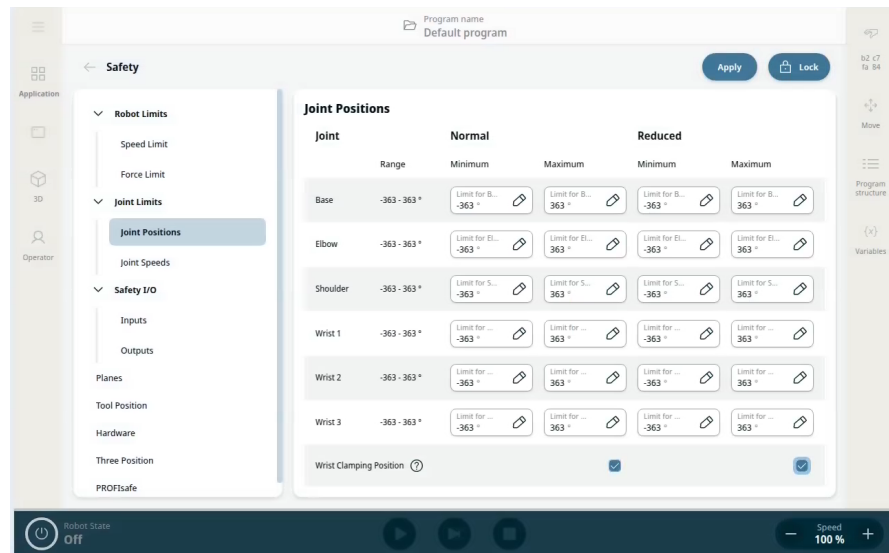 Program name
Default program
Safety
Apply
Lock
b2 c7
fa 84
Application
3D
Operator
Move
Program
structure
{x}
Variables
Robot Limits
Speed Limit
Force Limit
Joint Limits
Joint Positions
Joint Speeds
Safety I/O
Inputs
Outputs
Planes
Tool Position
Hardware
Three Position
PROFIsafe
Joint Positions
Joint Normal Reduced
Range Minimum Maximum Minimum Maximum
Limit for B... Limit for B... Limit for B... Limit for B...
Base -363 - 363 ° -363 ° 363 ° -363 ° 363 °
Limit for El... Limit for El... Limit for El... Limit for El...
Elbow -363 - 363 ° -363 ° 363 ° -363 ° 363 °
Limit for S... Limit for S... Limit for S... Limit for S...
Shoulder -363 - 363 ° -363 ° 363 ° -363 ° 363 °
Limit for ... Limit for ... Limit for ... Limit for ...
Wrist 1 -363 - 363 ° -363 ° 363 ° -363 ° 363 °
Limit for ... Limit for ... Limit for ... Limit for ...
Wrist 2 -363 - 363 ° -363 ° 363 ° -363 ° 363 °
Limit for ... Limit for ... Limit for ... Limit for ...
Wrist 3 -363 - 363 ° -363 ° 363 ° -363 ° 363 °
Wrist Clamping Position ?
Robot State
Off
Speed
100 %